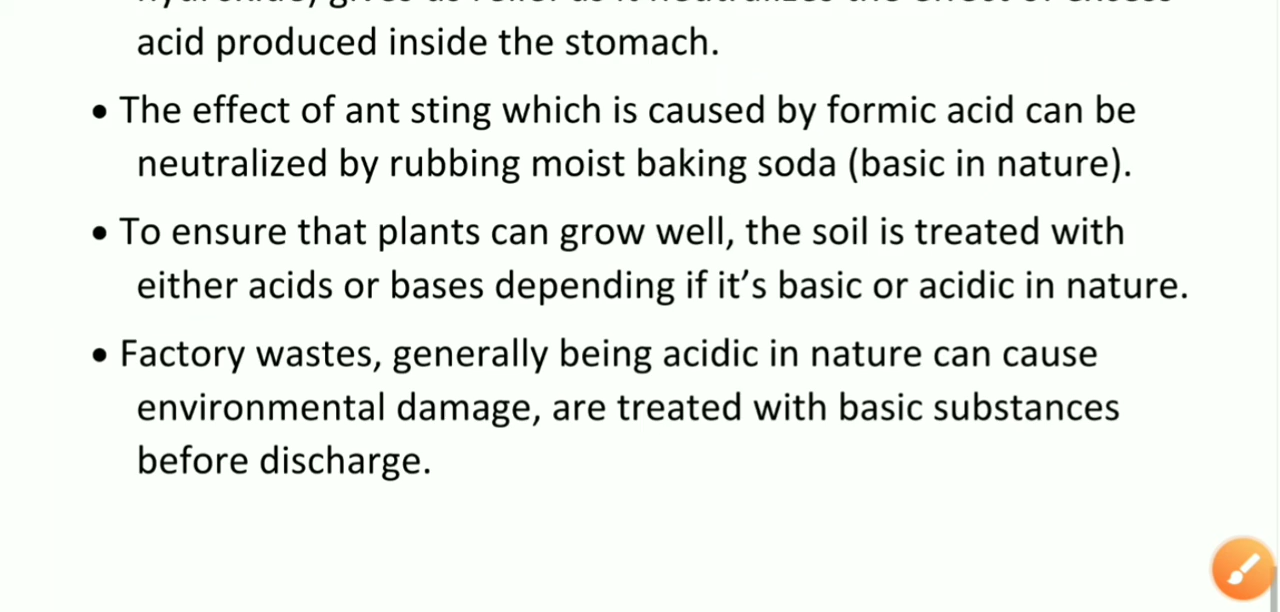 acid produced inside the stomach.
• The effect of ant sting which is caused by formic acid can be
neutralized by rubbing moist baking soda (basic in nature).
• To ensure that plants can grow well, the soil is treated with
either acids or bases depending if it’s basic or acidic in nature.
• Factory wastes, generally being acidic in nature can cause
environmental damage, are treated with basic substances
before discharge.